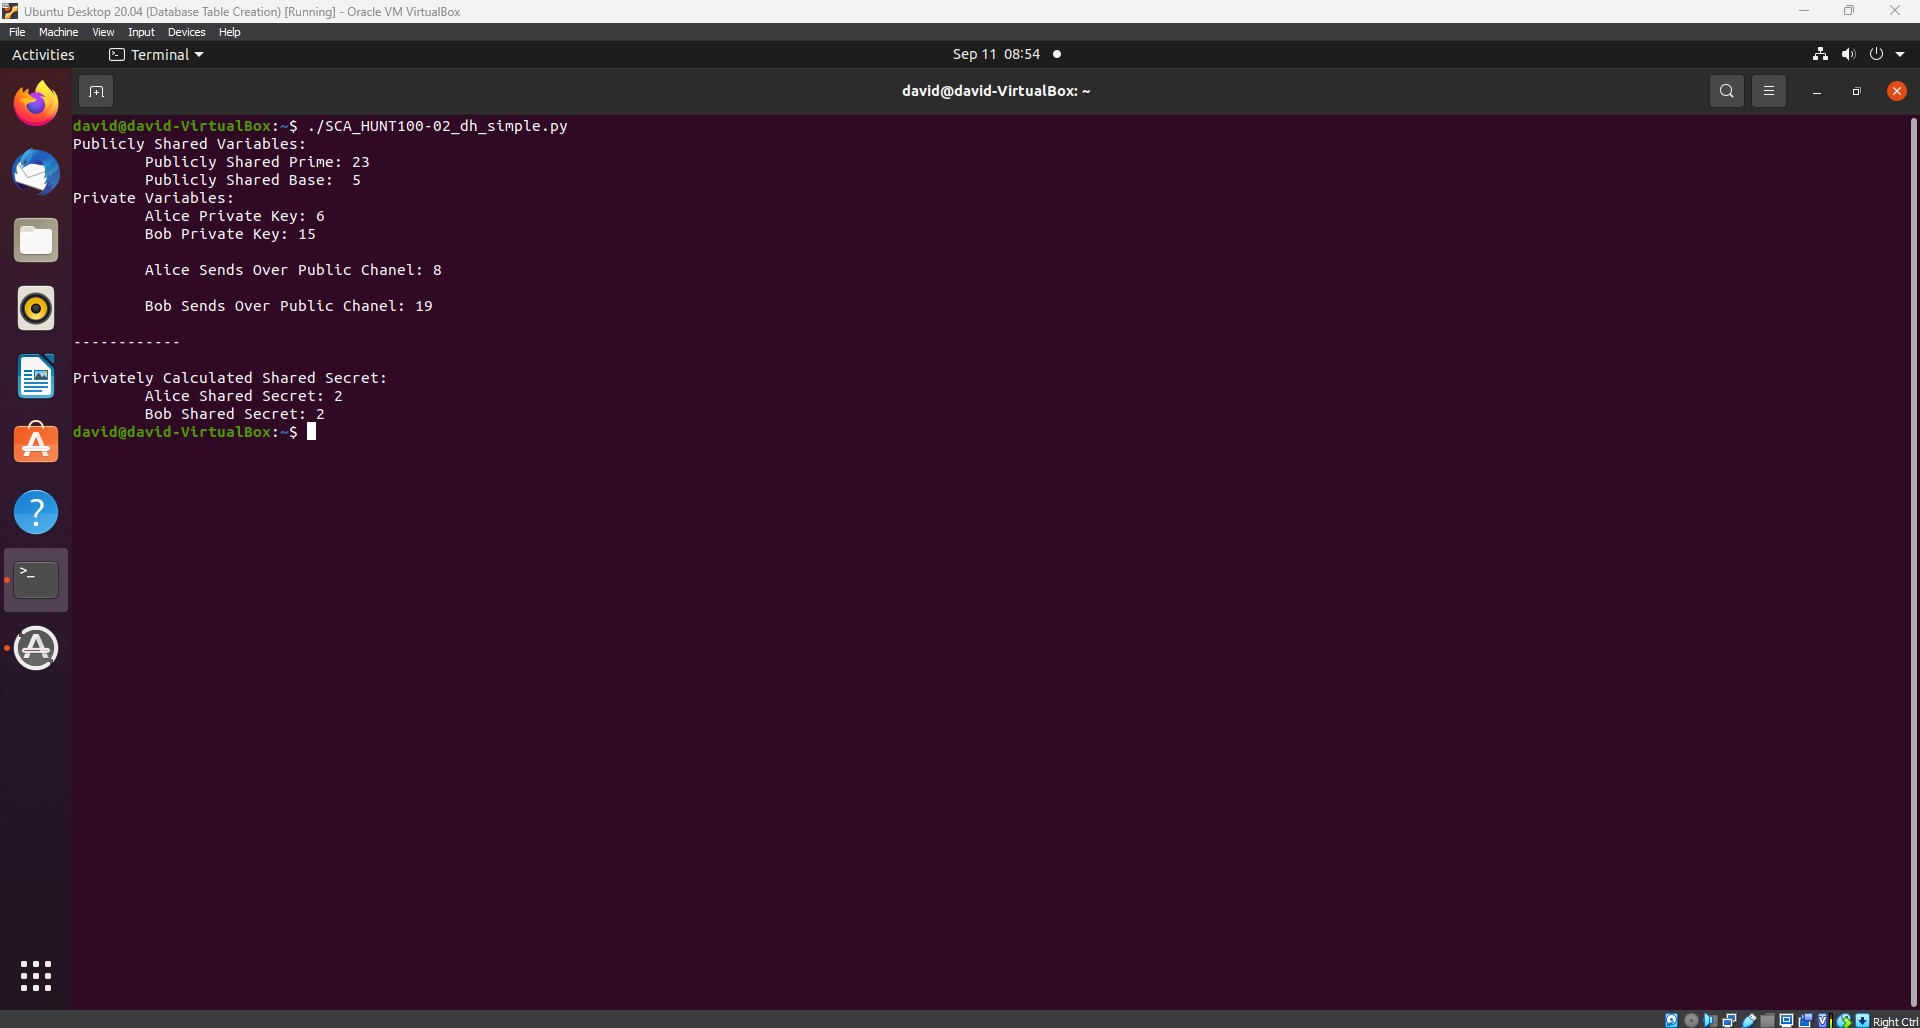 Ubuntu Desktop 20.04 (Database Table Creation) [Running] - Oracle VM VirtualBox
File Machine View Input Devices Help
Activities Terminal Sep 11 08:54
david@david-VirtualBox: ~
david@david-VirtualBox:~$ ./SCA_HUNT100-02_dh_simple.py
Publicly Shared Variables:
Publicly Shared Prime: 23
Publicly Shared Base: 5
Private Variables:
Alice Private Key: 6
Bob Private Key: 15
Alice Sends Over Public Chanel: 8
Bob Sends Over Public Chanel: 19
------------
Privately Calculated Shared Secret:
Alice Shared Secret: 2
Bob Shared Secret: 2
david@david-VirtualBox:~$
Right Ctrl